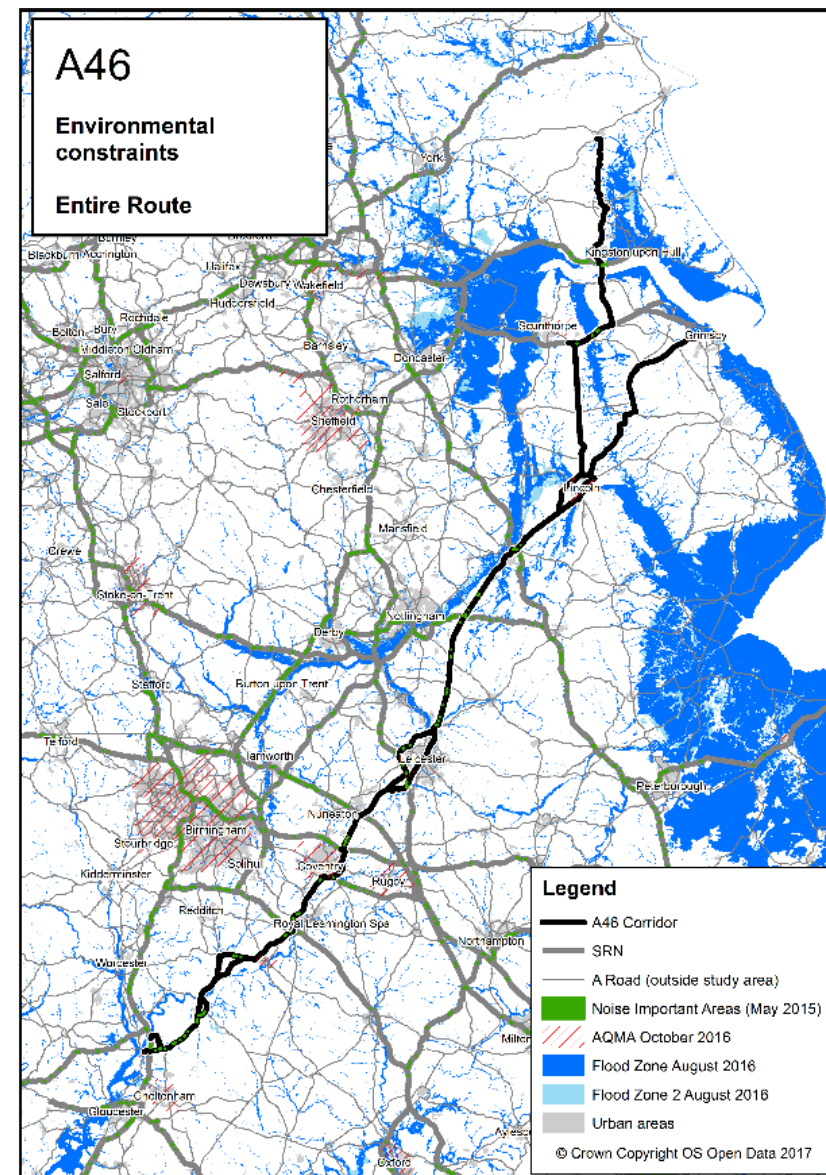 A46
Environmental
constraints
Entire Route
York
Kingston upon Hull
Burnley
Blackburn
Accrington
Halifax
Dewsbury
Wakefield
Huddersfield
Rochdale
Bolton
Bury
Middleton
Oldham
Salford
Sale
Stockport
Barnsley
Doncaster
Scunthorpe
Grimsby
Rotherham
Sheffield
Chesterfield
Lincoln
Mansfield
Crewe
Stoke-on-Trent
Nottingham
Derby
Stafford
Burton upon Trent
Telford
Tamworth
Leicester
Peterborough
Nuneaton
Birmingham
Stourbridge
Solihull
Coventry
Rugby
Kidderminster
Redditch
Royal Leamington Spa
Northampton
Worcester
Milton
Cheltenham
Gloucester
Aylesb
Oxford
Legend
A46 Corridor
SRN
A Road (outside study area)
Noise Important Areas (May 2015)
AQMA October 2016
Flood Zone August 2016
Flood Zone 2 August 2016
Urban areas
© Crown Copyright OS Open Data 2017